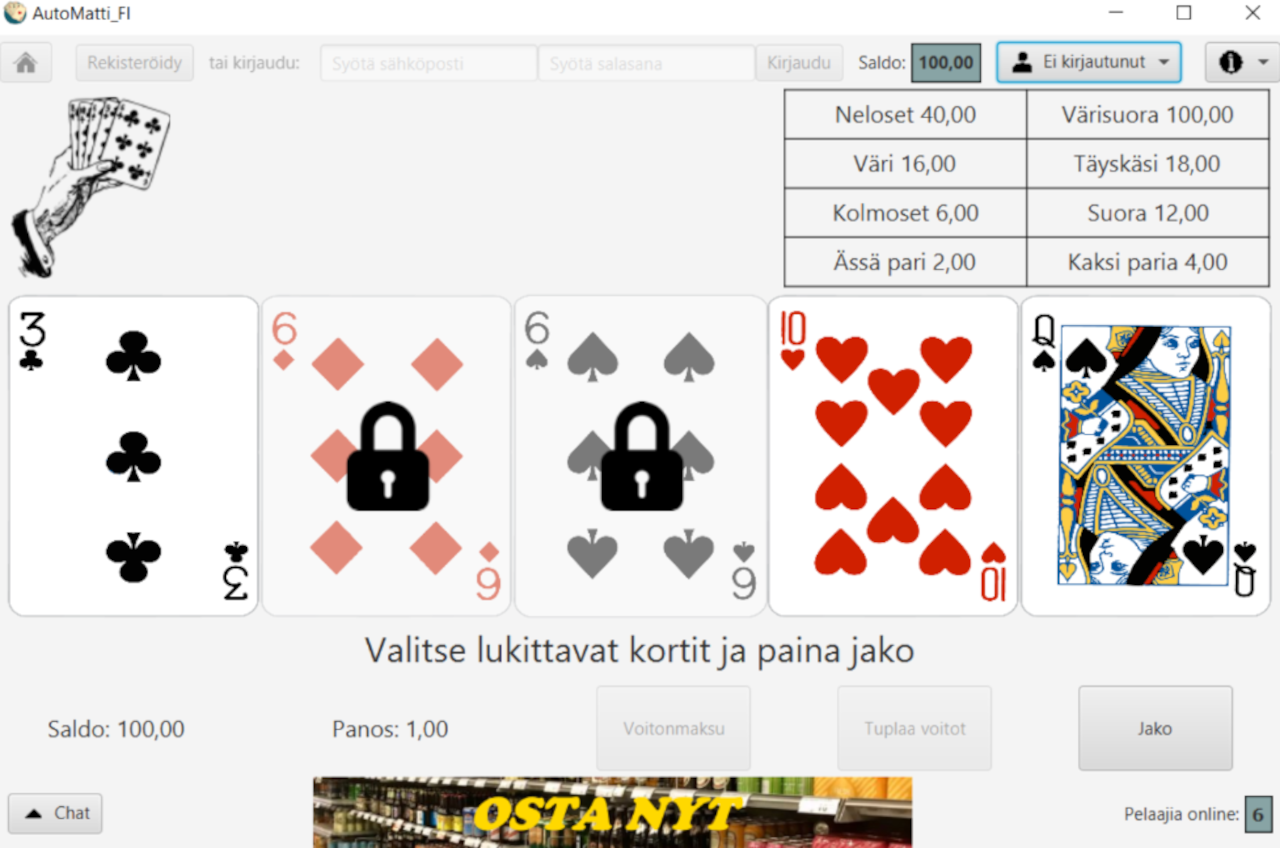 AutoMatti_FI
Rekisteröidy tai kirjaudu: Syötä sähköposti Syötä salasana Kirjaudu Saldo: 100,00 Ei kirjautunut
Neloset 40,00 Värisuora 100,00
Väri 16,00 Täyskäsi 18,00
Kolmoset 6,00 Suora 12,00
Ässä pari 2,00 Kaksi paria 4,00
3 6 6 10 Q
3 6 6 10 Q
Valitse lukittavat kortit ja paina jako
Saldo: 100,00 Panos: 1,00 Voitonmaksu Tuplaa voitot Jako
OSTA NYT
Chat Pelaajia online: 6